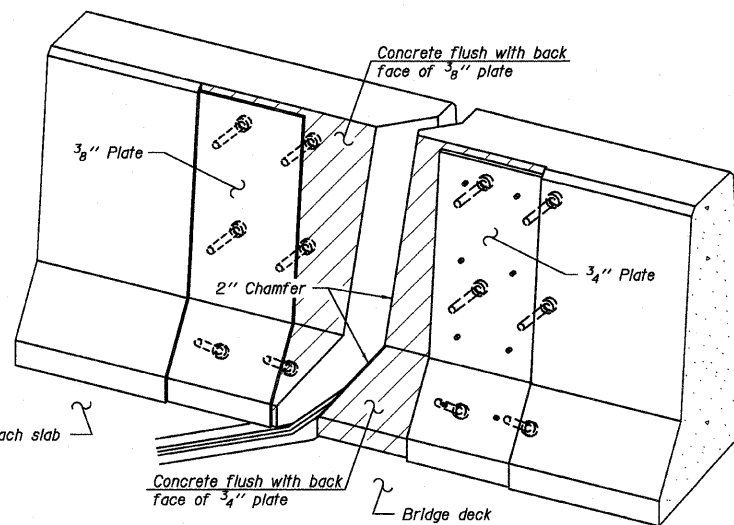 Concrete flush with back
face of 3/8" plate
3/8" Plate
3/4" Plate
2" Chamfer
ach slab
Concrete flush with back
face of 3/4" plate
Bridge deck